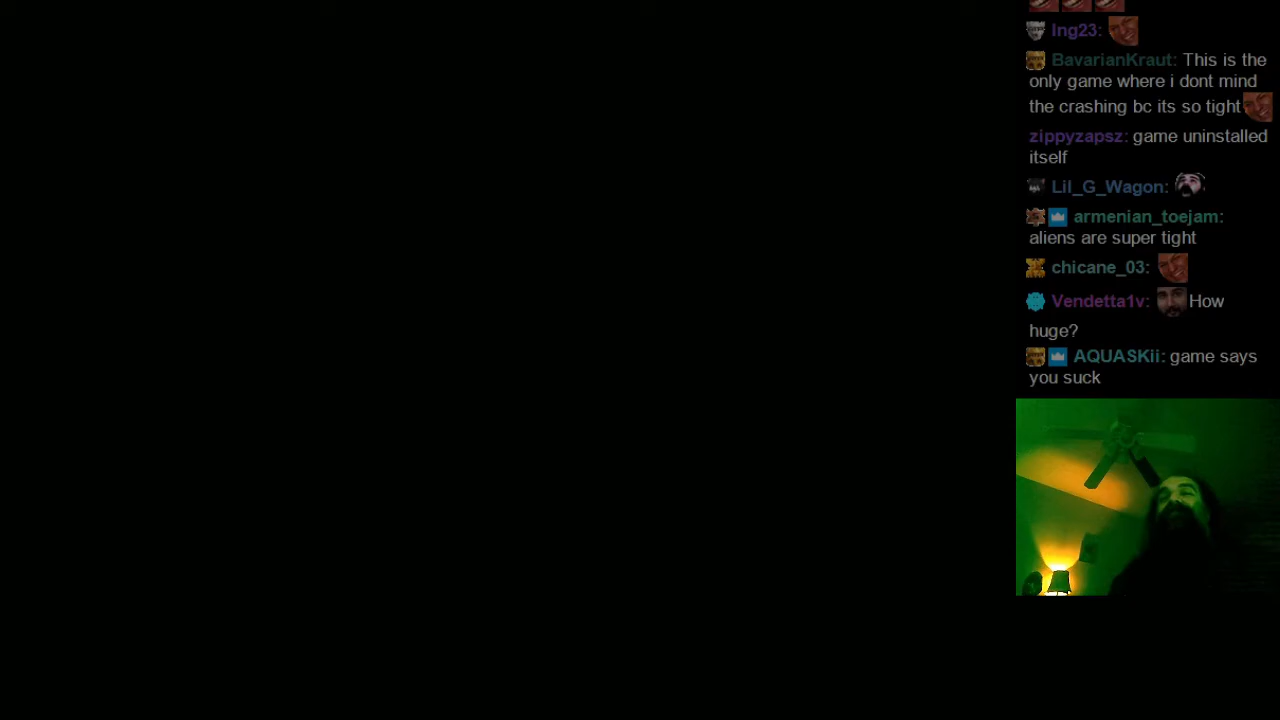 Ing23:
BavarianKraut: This is the
only game where i dont mind
the crashing bc its so tight
zippyzapsz: game uninstalled
itself
Lil_G_Wagon:
armenian_toejam:
aliens are super tight
chicane_03:
Vendetta1v: How
huge?
AQUASKii: game says
you suck